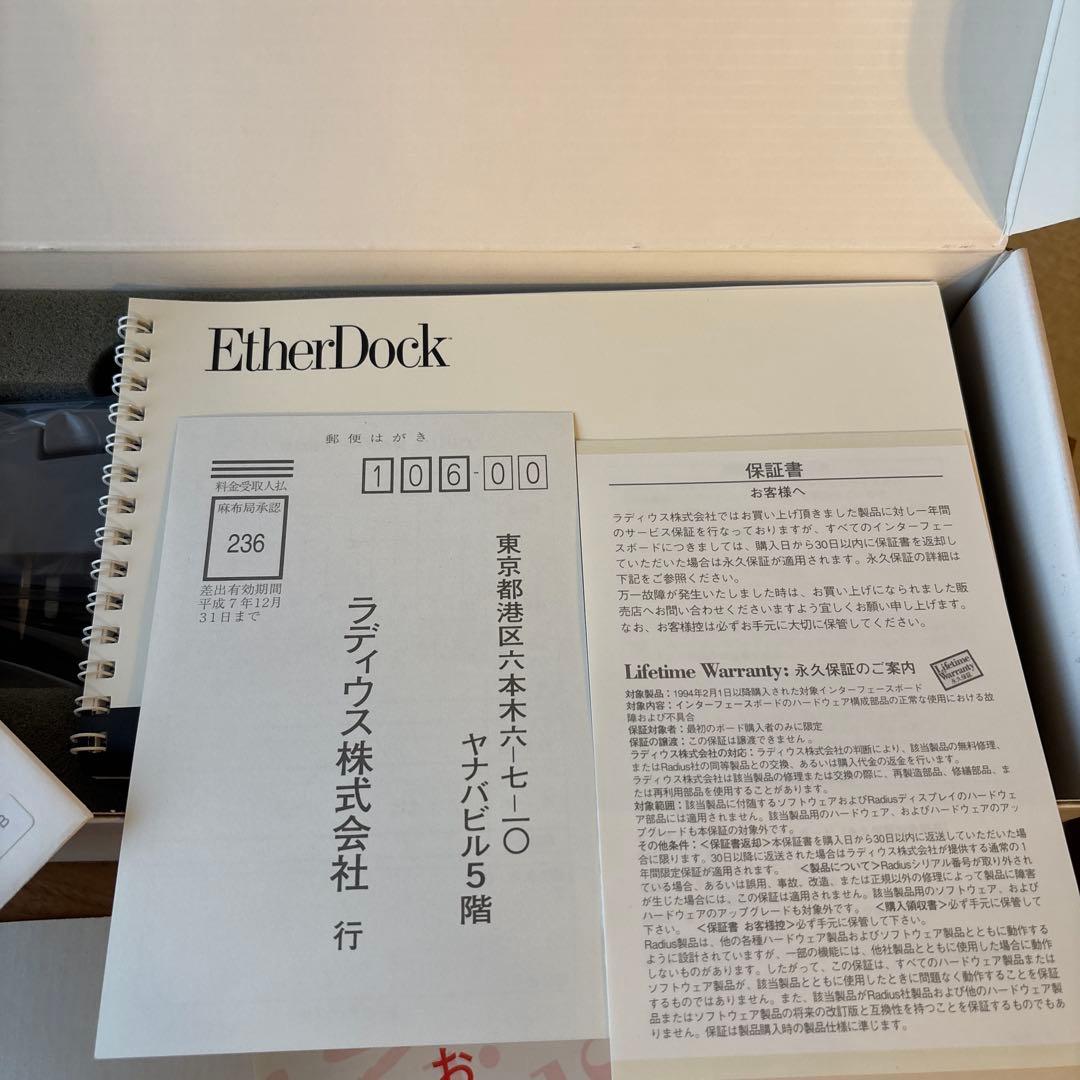 EtherDock™
郵便はがき
料金受取人払
麻布局承認
236
差出有効期間
平成7年12月
31日まで
106-00
東京都港区六本木六－七－一〇
ヤナバビル5階
ラディウス株式会社 行
保証書
お客様へ
ラディウス株式会社ではお買い上げ頂きました製品に対し一年間
のサービス保証を行なっておりますが、すべてのインターフェー
スボードにつきましては、購入日から30日以内に保証書を返却し
ていただいた場合は永久保証が適用されます。永久保証の詳細は
下記をご参照ください。
万一故障が発生いたしました時は、お買い上げになられました販
売店へお問い合わせくださいますよう宜しくお願い申し上げます。
なお、お客様控は必ずお手元に大切に保管してください。
Lifetime Warranty: 永久保証のご案内
Lifetime
Warranty
永久保証
対象製品：1994年2月1日以降購入された対象インターフェースボード
対象内容：インターフェースボードのハードウェア構成部品の正常な使用における故
障および不具合
保証対象者：最初のボード購入者のみに限定
保証の譲渡：この保証は譲渡できません。
ラディウス株式会社の対応：ラディウス株式会社の判断により、該当製品の無料修理、
またはRadius社の同等製品との交換、あるいは購入代金の返金を行います。
ラディウス株式会社は該当製品の修理または交換の際に、再製造部品、修繕部品、ま
たは再利用部品を使用することがあります。
対象範囲：該当製品に付随するソフトウェアおよびRadiusディスプレイのハードウェ
ア部品には適用されません。該当製品用のハードウェア、およびハードウェアのアッ
プグレードも本保証の対象外です。
その他条件：＜保証書返却＞本保証書を購入日から30日以内に返送していただいた場
合に限ります。30日以降に返送された場合はラディウス株式会社が提供する通常の1
年間限定保証が適用されます。 ＜製品について＞Radiusシリアル番号が取り外され
ている場合、あるいは誤用、事故、改造、または正規以外の修理によって製品に障害
が生じた場合には、この保証は適用されません。該当製品用のソフトウェア、および
ハードウェアのアップグレードも対象外です。 ＜購入領収書＞必ず手元に保管して
下さい。 ＜保証書 お客様控＞必ず手元に保管して下さい。
Radius製品は、他の各種ハードウェア製品およびソフトウェア製品とともに動作する
ように設計されていますが、一部の機能には、他社製品とともに使用した場合に動作
しないものがあります。したがって、この保証は、すべてのハードウェア製品または
ソフトウェア製品が、該当製品とともに使用したときに問題なく動作することを保証
するものではありません。また、該当製品がRadius社製品および他のハードウェア製
品またはソフトウェア製品の将来の改訂版と互換性を持つことを保証するものでもあ
りません。保証は製品購入時の製品仕様に準じます。
お
B